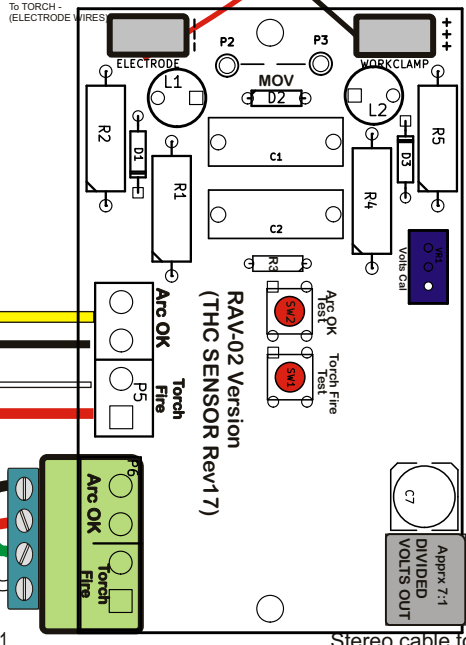 To TORCH -
(ELECTRODE WIRES)
---
+++
ELECTRODE
P2
P3
WORKCLAMP
L1
MOV
D2
L2
R2
D1
C1
D3
R5
R1
R4
C2
VR1
Volts Cal
R3
Arc OK
Test
SW2
Arc OK
RAV-02 Version
(THC SENSOR Rev17)
Torch Fire
Test
SW1
P5
Torch
Fire
P6
Arc OK
Torch
Fire
C7
Apprx 7:1
DIVIDED
VOLTS OUT
1
Stereo cable to